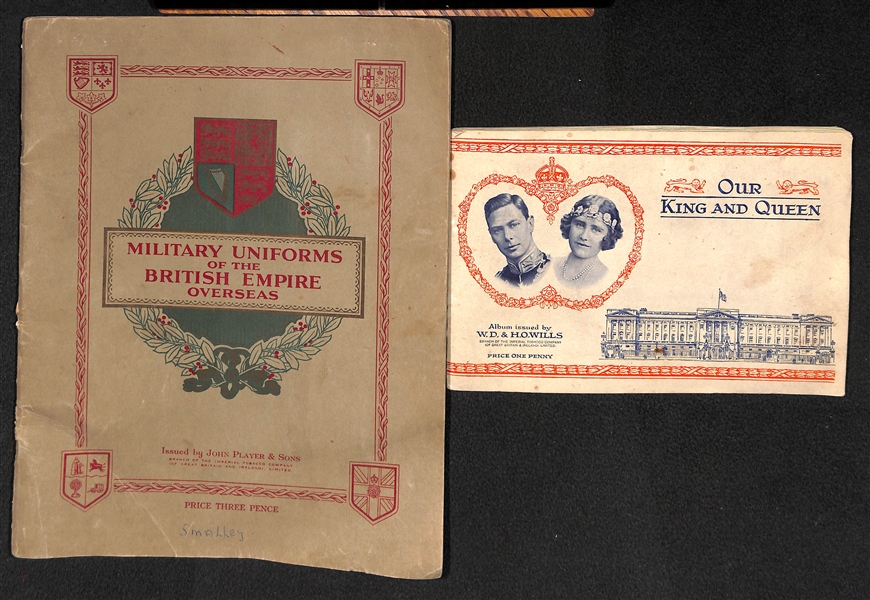 MILITARY UNIFORMS
OF THE
BRITISH EMPIRE
OVERSEAS
Issued by JOHN PLAYER & SONS
BRANCH OF THE IMPERIAL TOBACCO COMPANY
(OF GREAT BRITAIN AND IRELAND), LIMITED
PRICE THREE PENCE
Smalley
OUR
KING AND QUEEN
Album issued by
W.D. & H.O. WILLS
BRANCH OF THE IMPERIAL TOBACCO COMPANY
(OF GREAT BRITAIN & IRELAND), LIMITED
PRICE ONE PENNY